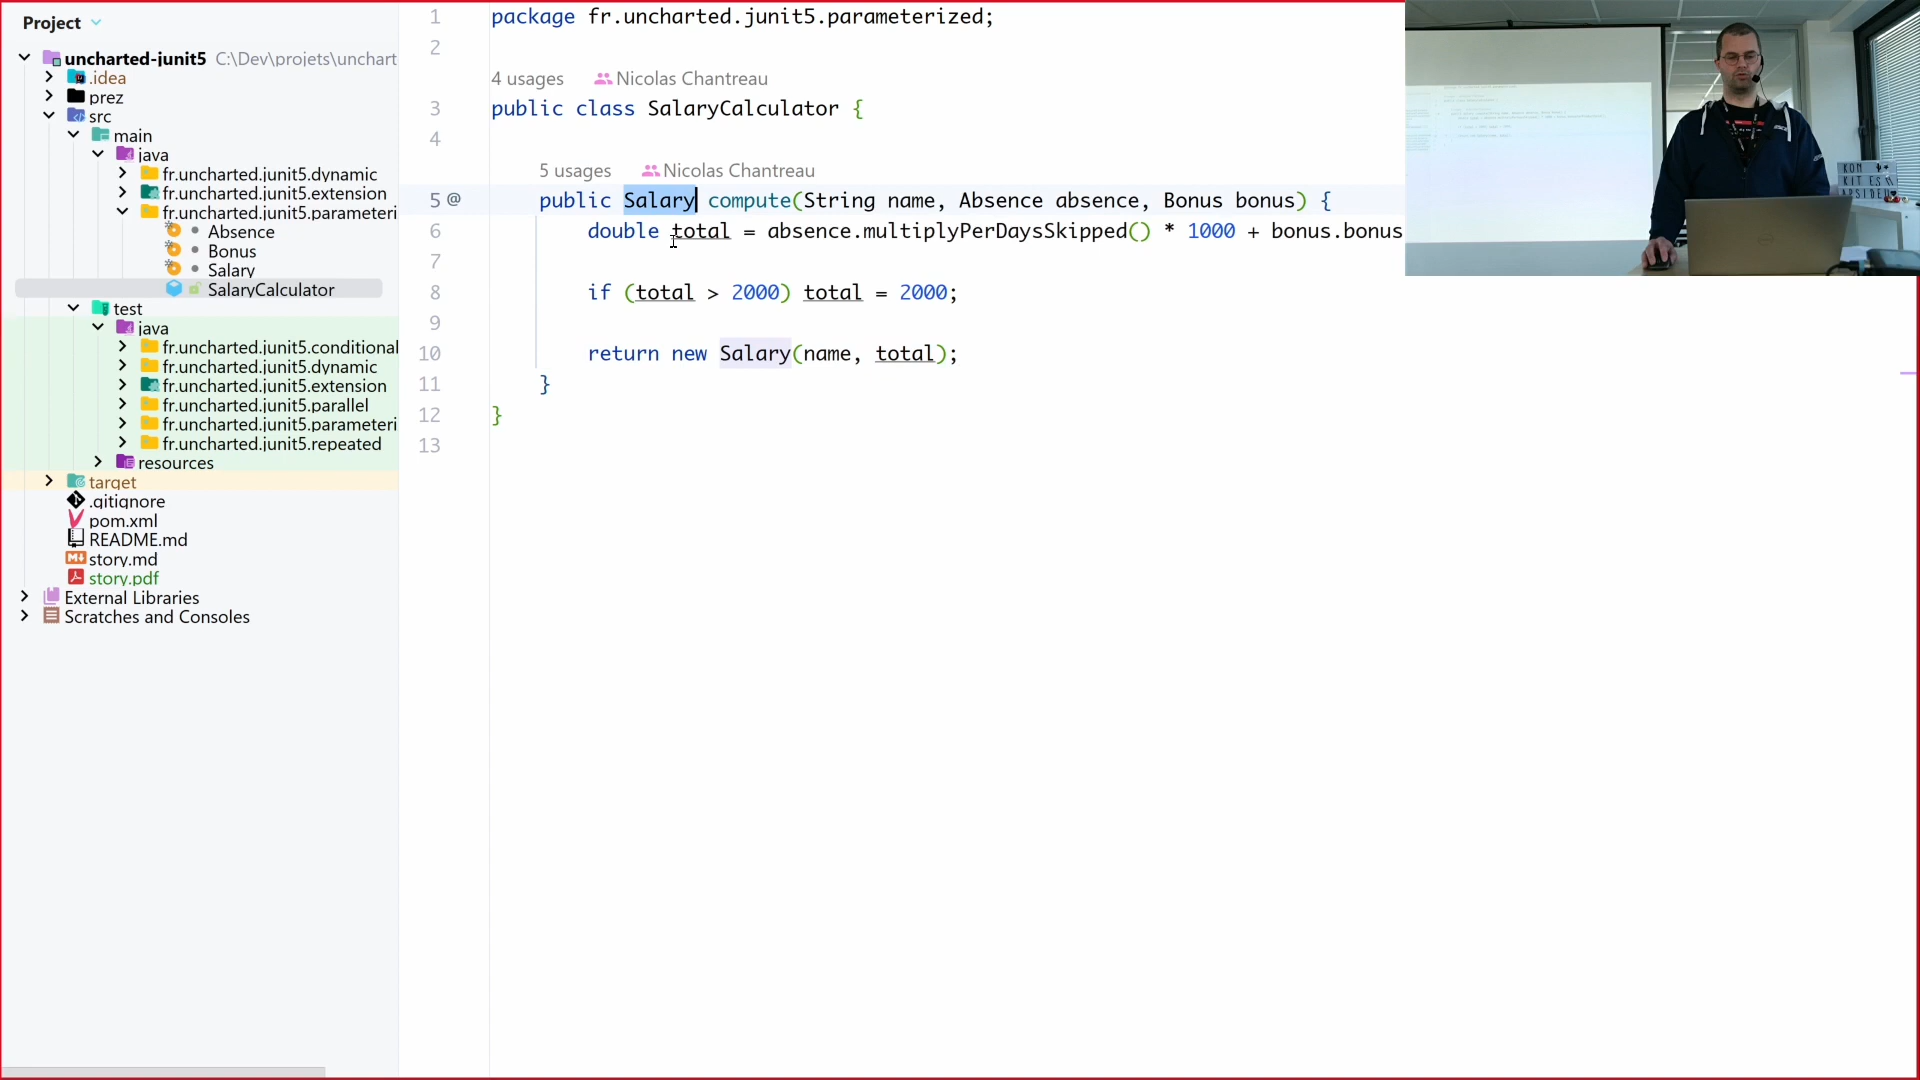 Project
uncharted-junit5 C:\Dev\projets\unchart
.idea
prez
src
main
java
fr.uncharted.junit5.dynamic
fr.uncharted.junit5.extension
fr.uncharted.junit5.parameteri
Absence
Bonus
Salary
SalaryCalculator
test
java
fr.uncharted.junit5.conditional
fr.uncharted.junit5.dynamic
fr.uncharted.junit5.extension
fr.uncharted.junit5.parallel
fr.uncharted.junit5.parameteri
fr.uncharted.junit5.repeated
resources
target
.gitignore
pom.xml
README.md
story.md
story.pdf
External Libraries
Scratches and Consoles
1 package fr.uncharted.junit5.parameterized;
2
4 usages Nicolas Chantreau
3 public class SalaryCalculator {
4
5 usages Nicolas Chantreau
5 @ public Salary compute(String name, Absence absence, Bonus bonus) {
6 double total = absence.multiplyPerDaysSkipped() * 1000 + bonus.bonus
7
8 if (total > 2000) total = 2000;
9
10 return new Salary(name, total);
11 }
12 }
13